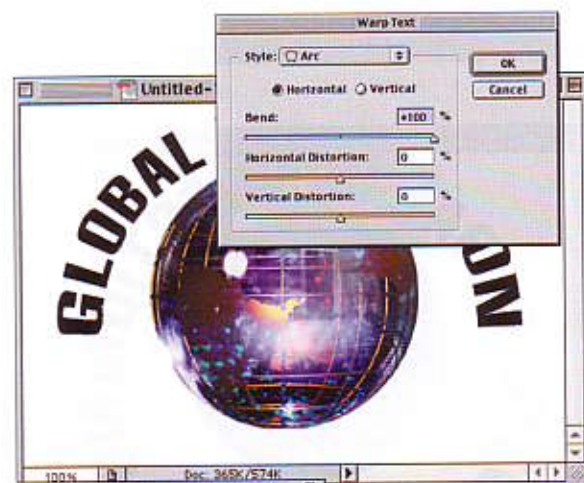 Warp Text
Style: Arc
OK
Horizontal Vertical
Cancel
Bend: +100 %
Horizontal Distortion: 0 %
Vertical Distortion: 0 %
Untitled-
GLOBAL
ON
100% Doc: 365K/574K